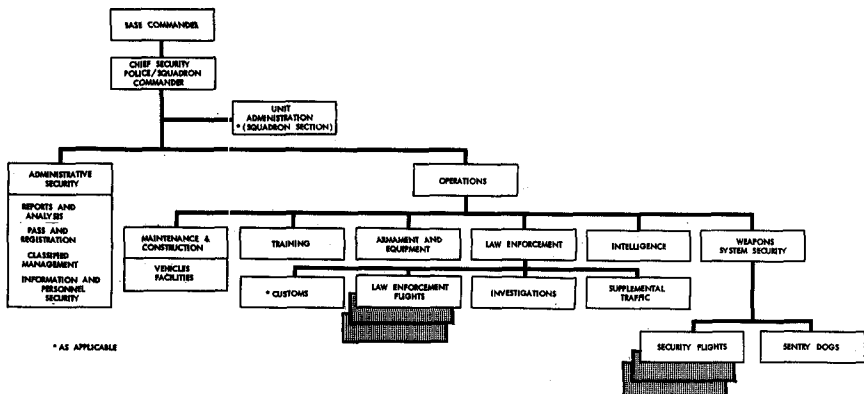 BASE COMMANDER
CHIEF SECURITY
POLICE/SQUADRON
COMMANDER
UNIT
ADMINISTRATION
* (SQUADRON SECTION)
ADMINISTRATIVE
SECURITY
REPORTS AND
ANALYSIS
PASS AND
REGISTRATION
CLASSIFIED
MANAGEMENT
INFORMATION AND
PERSONNEL
SECURITY
OPERATIONS
MAINTENANCE &
CONSTRUCTION
VEHICLES
FACILITIES
TRAINING
ARMAMENT AND
EQUIPMENT
LAW ENFORCEMENT
INTELLIGENCE
WEAPONS
SYSTEM SECURITY
* CUSTOMS
LAW ENFORCEMENT
FLIGHTS
INVESTIGATIONS
SUPPLEMENTAL
TRAFFIC
SECURITY FLIGHTS
SENTRY DOGS
* AS APPLICABLE